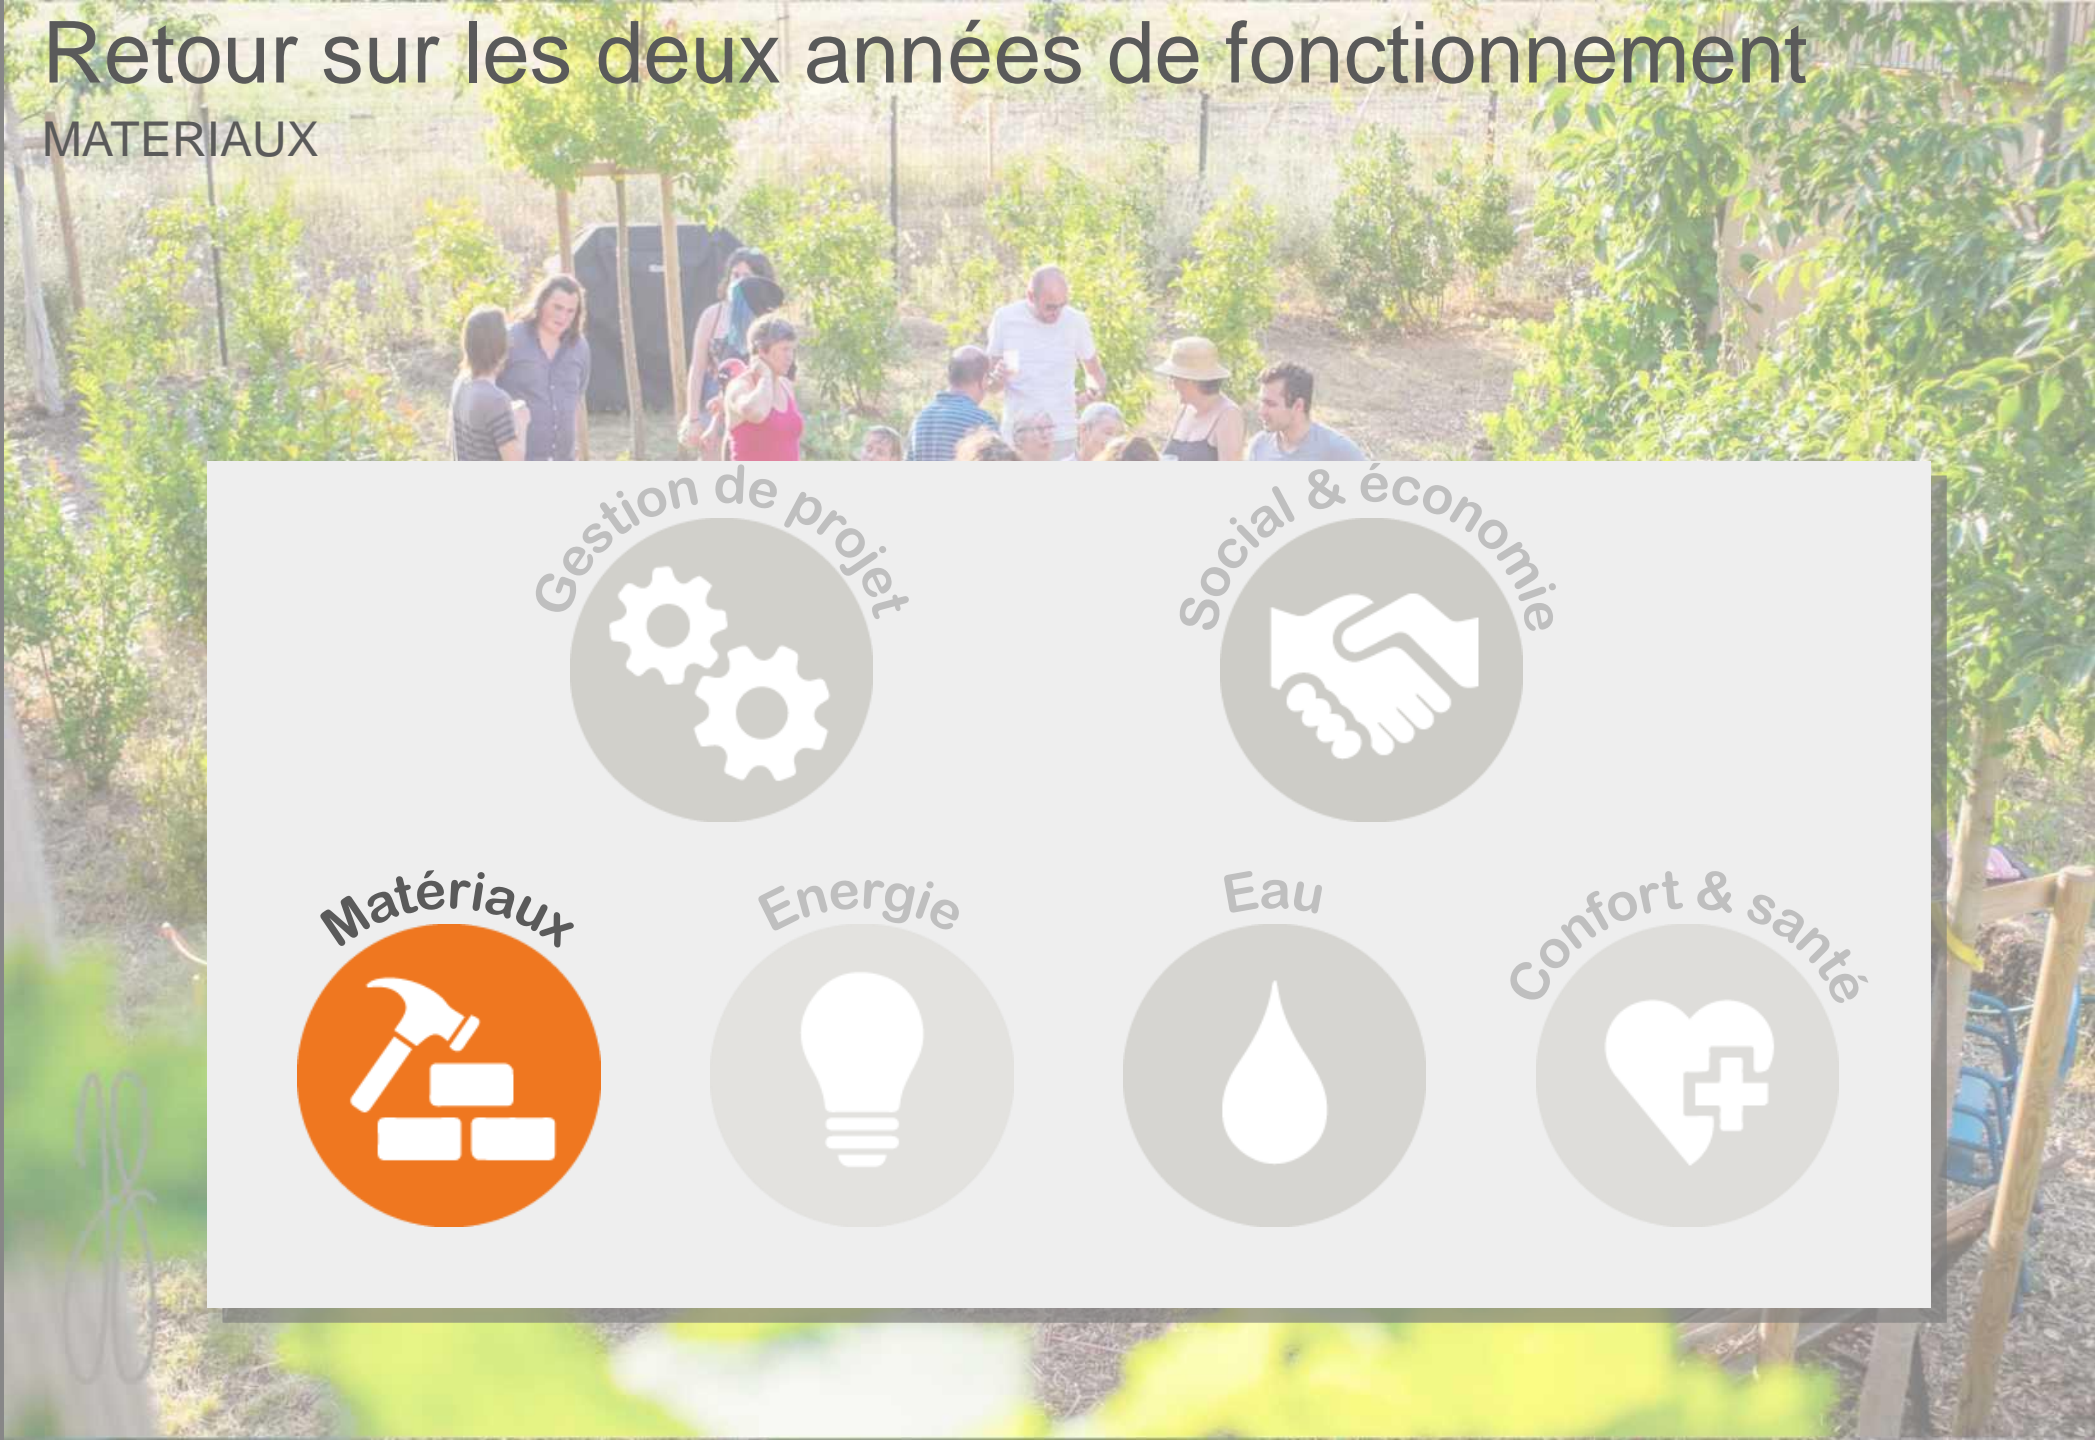 Retour sur les deux années de fonctionnement
MATERIAUX
Gestion de projet
Social & économie
Matériaux
Energie
Eau
Confort & santé